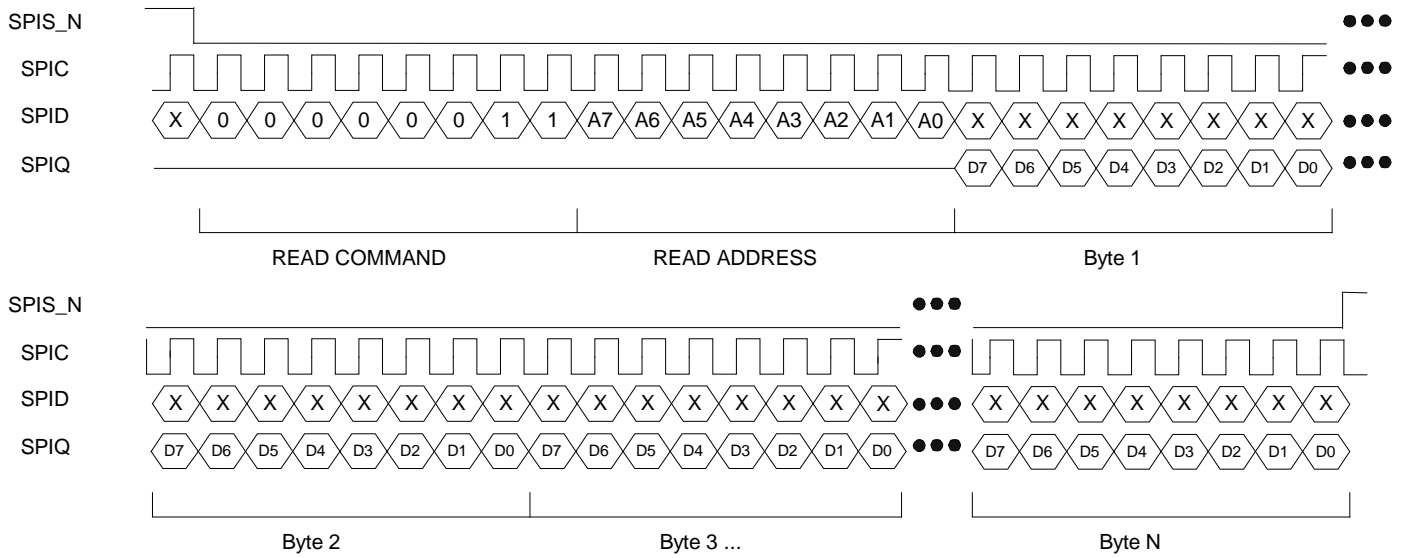 SPIS_N
SPIC
SPID X 0 0 0 0 0 0 1 1 A7 A6 A5 A4 A3 A2 A1 A0 X X X X X X X X
SPIQ D7 D6 D5 D4 D3 D2 D1 D0
READ COMMAND READ ADDRESS Byte 1
SPIS_N
SPIC
SPID X X X X X X X X X X X X X X X X X X X X X X X X
SPIQ D7 D6 D5 D4 D3 D2 D1 D0 D7 D6 D5 D4 D3 D2 D1 D0 D7 D6 D5 D4 D3 D2 D1 D0
Byte 2 Byte 3 ... Byte N